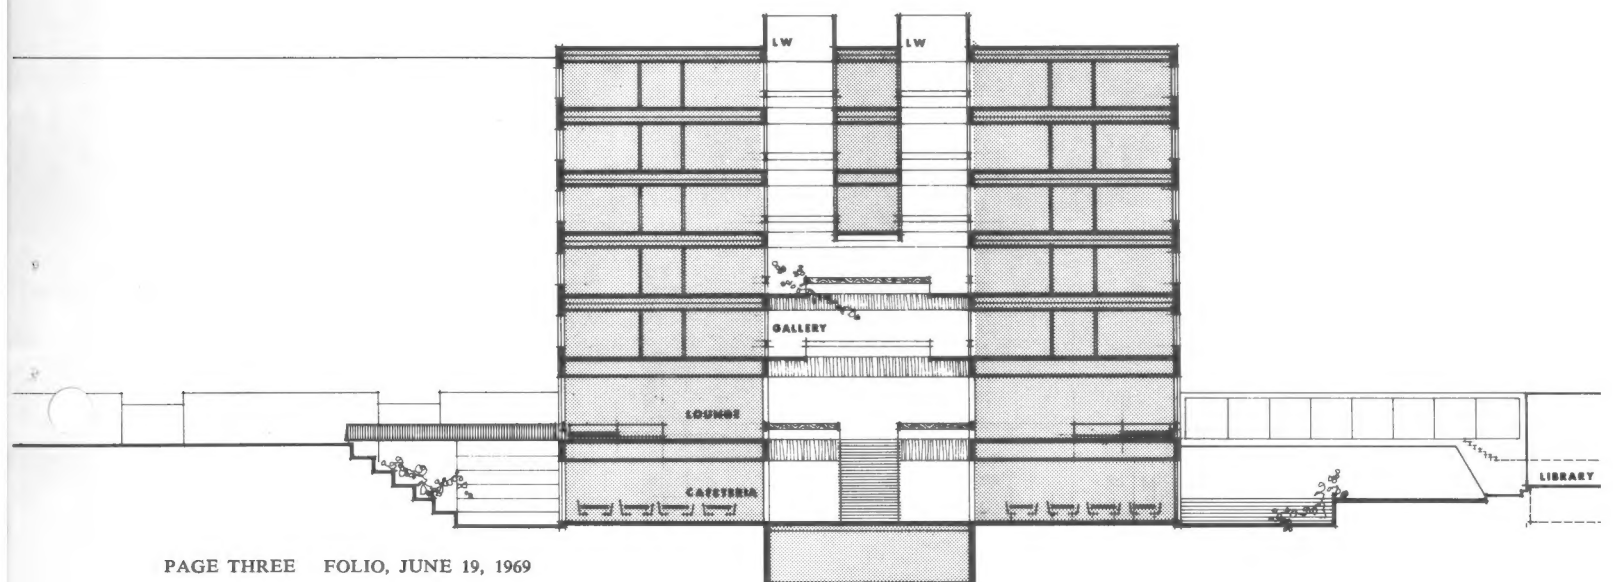 LW LW
GALLERY
LOUNGE
CAFETERIA
LIBRARY
PAGE THREE FOLIO, JUNE 19, 1969